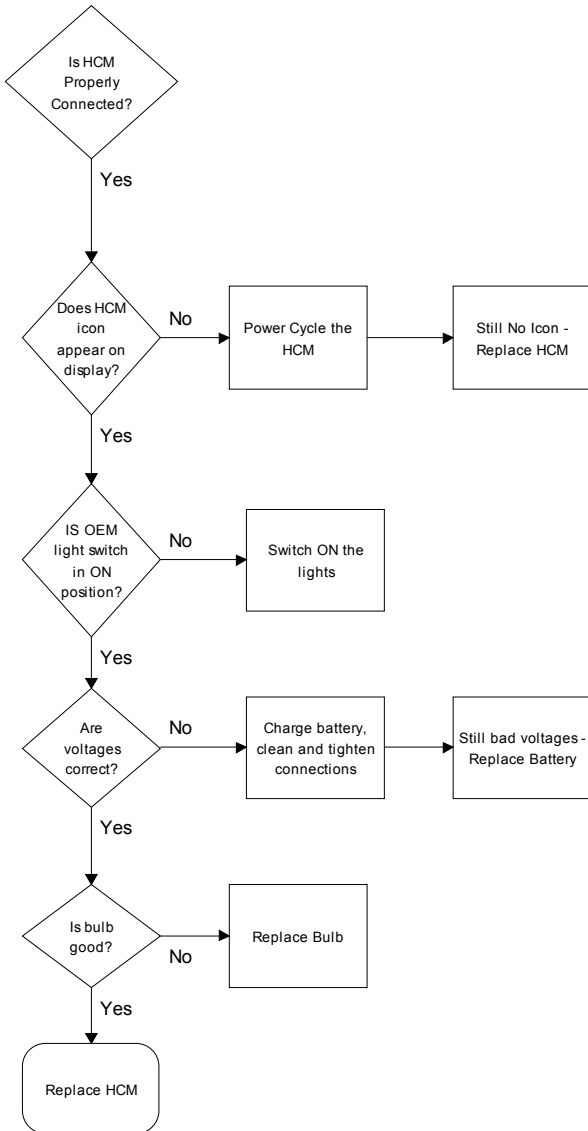 Is HCM
Properly
Connected?
Yes
Does HCM
icon
appear on
display?
No
Power Cycle the
HCM
Still No Icon -
Replace HCM
Yes
IS OEM
light switch
in ON
position?
No
Switch ON the
lights
Yes
Are
voltages
correct?
No
Charge battery,
clean and tighten
connections
Still bad voltages -
Replace Battery
Yes
Is bulb
good?
No
Replace Bulb
Yes
Replace HCM